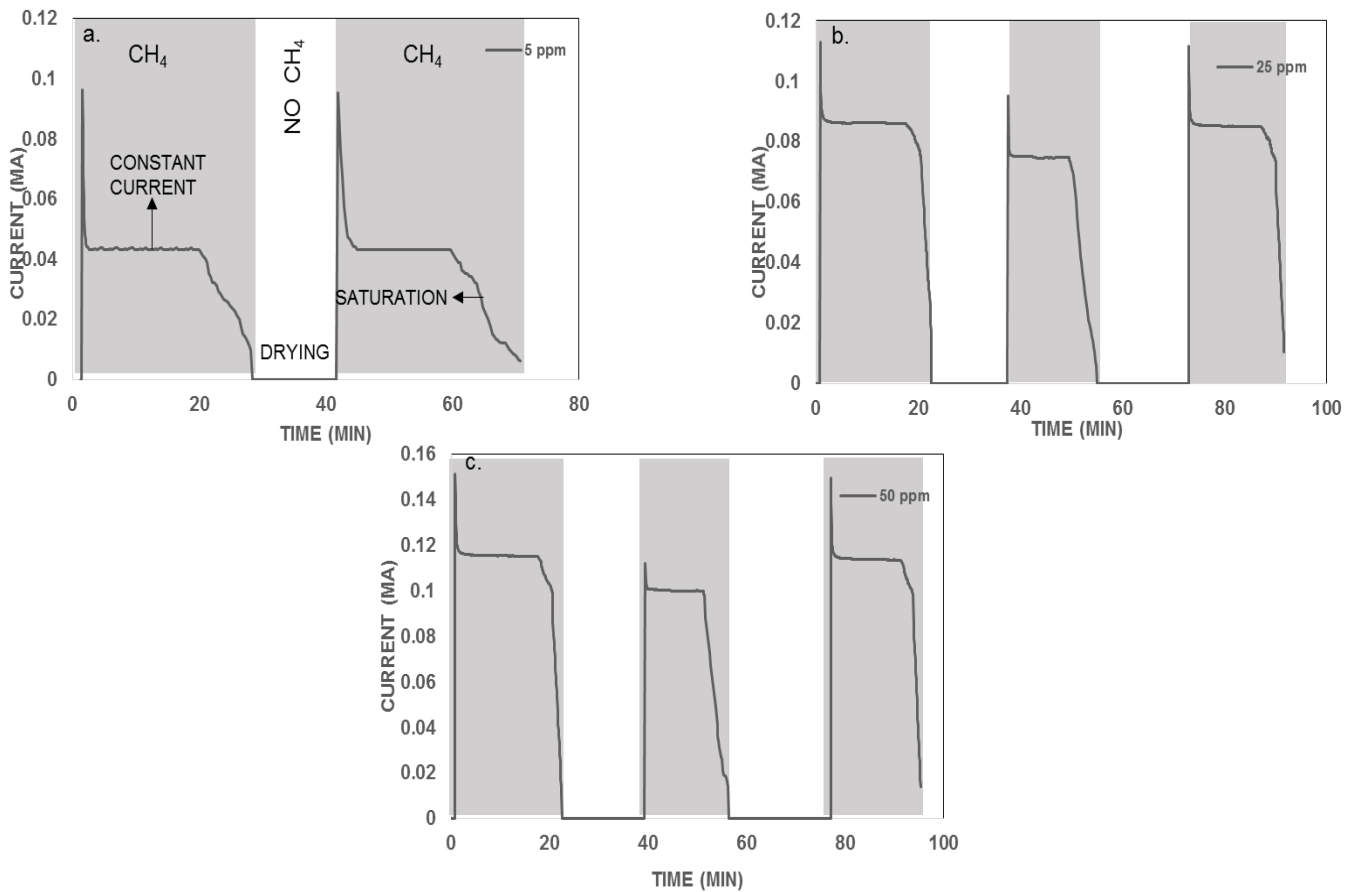 a.
CH4
NO CH4
CH4
5 ppm
CONSTANT
CURRENT
SATURATION
DRYING
CURRENT (MA)
0.12
0.1
0.08
0.06
0.04
0.02
0
0 20 40 60 80
TIME (MIN)
b.
25 ppm
CURRENT (MA)
0.12
0.1
0.08
0.06
0.04
0.02
0
0 20 40 60 80 100
TIME (MIN)
c.
50 ppm
CURRENT (MA)
0.16
0.14
0.12
0.1
0.08
0.06
0.04
0.02
0
0 20 40 60 80 100
TIME (MIN)